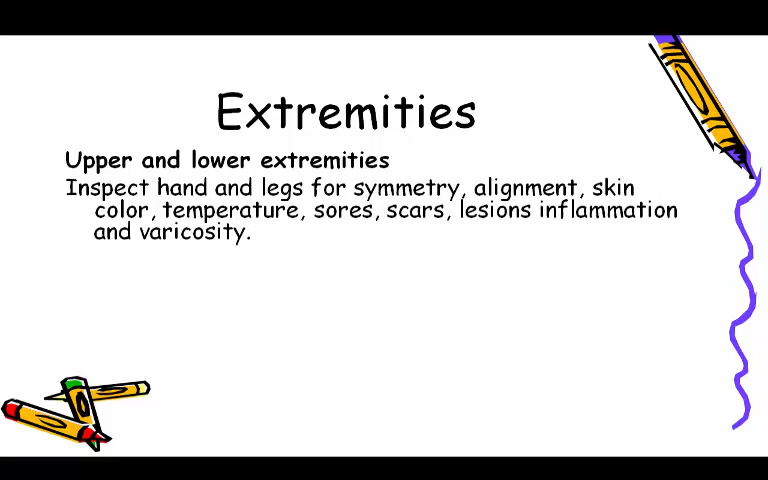 Extremities
Upper and lower extremities
Inspect hand and legs for symmetry, alignment, skin
color, temperature, sores, scars, lesions inflammation
and varicosity.